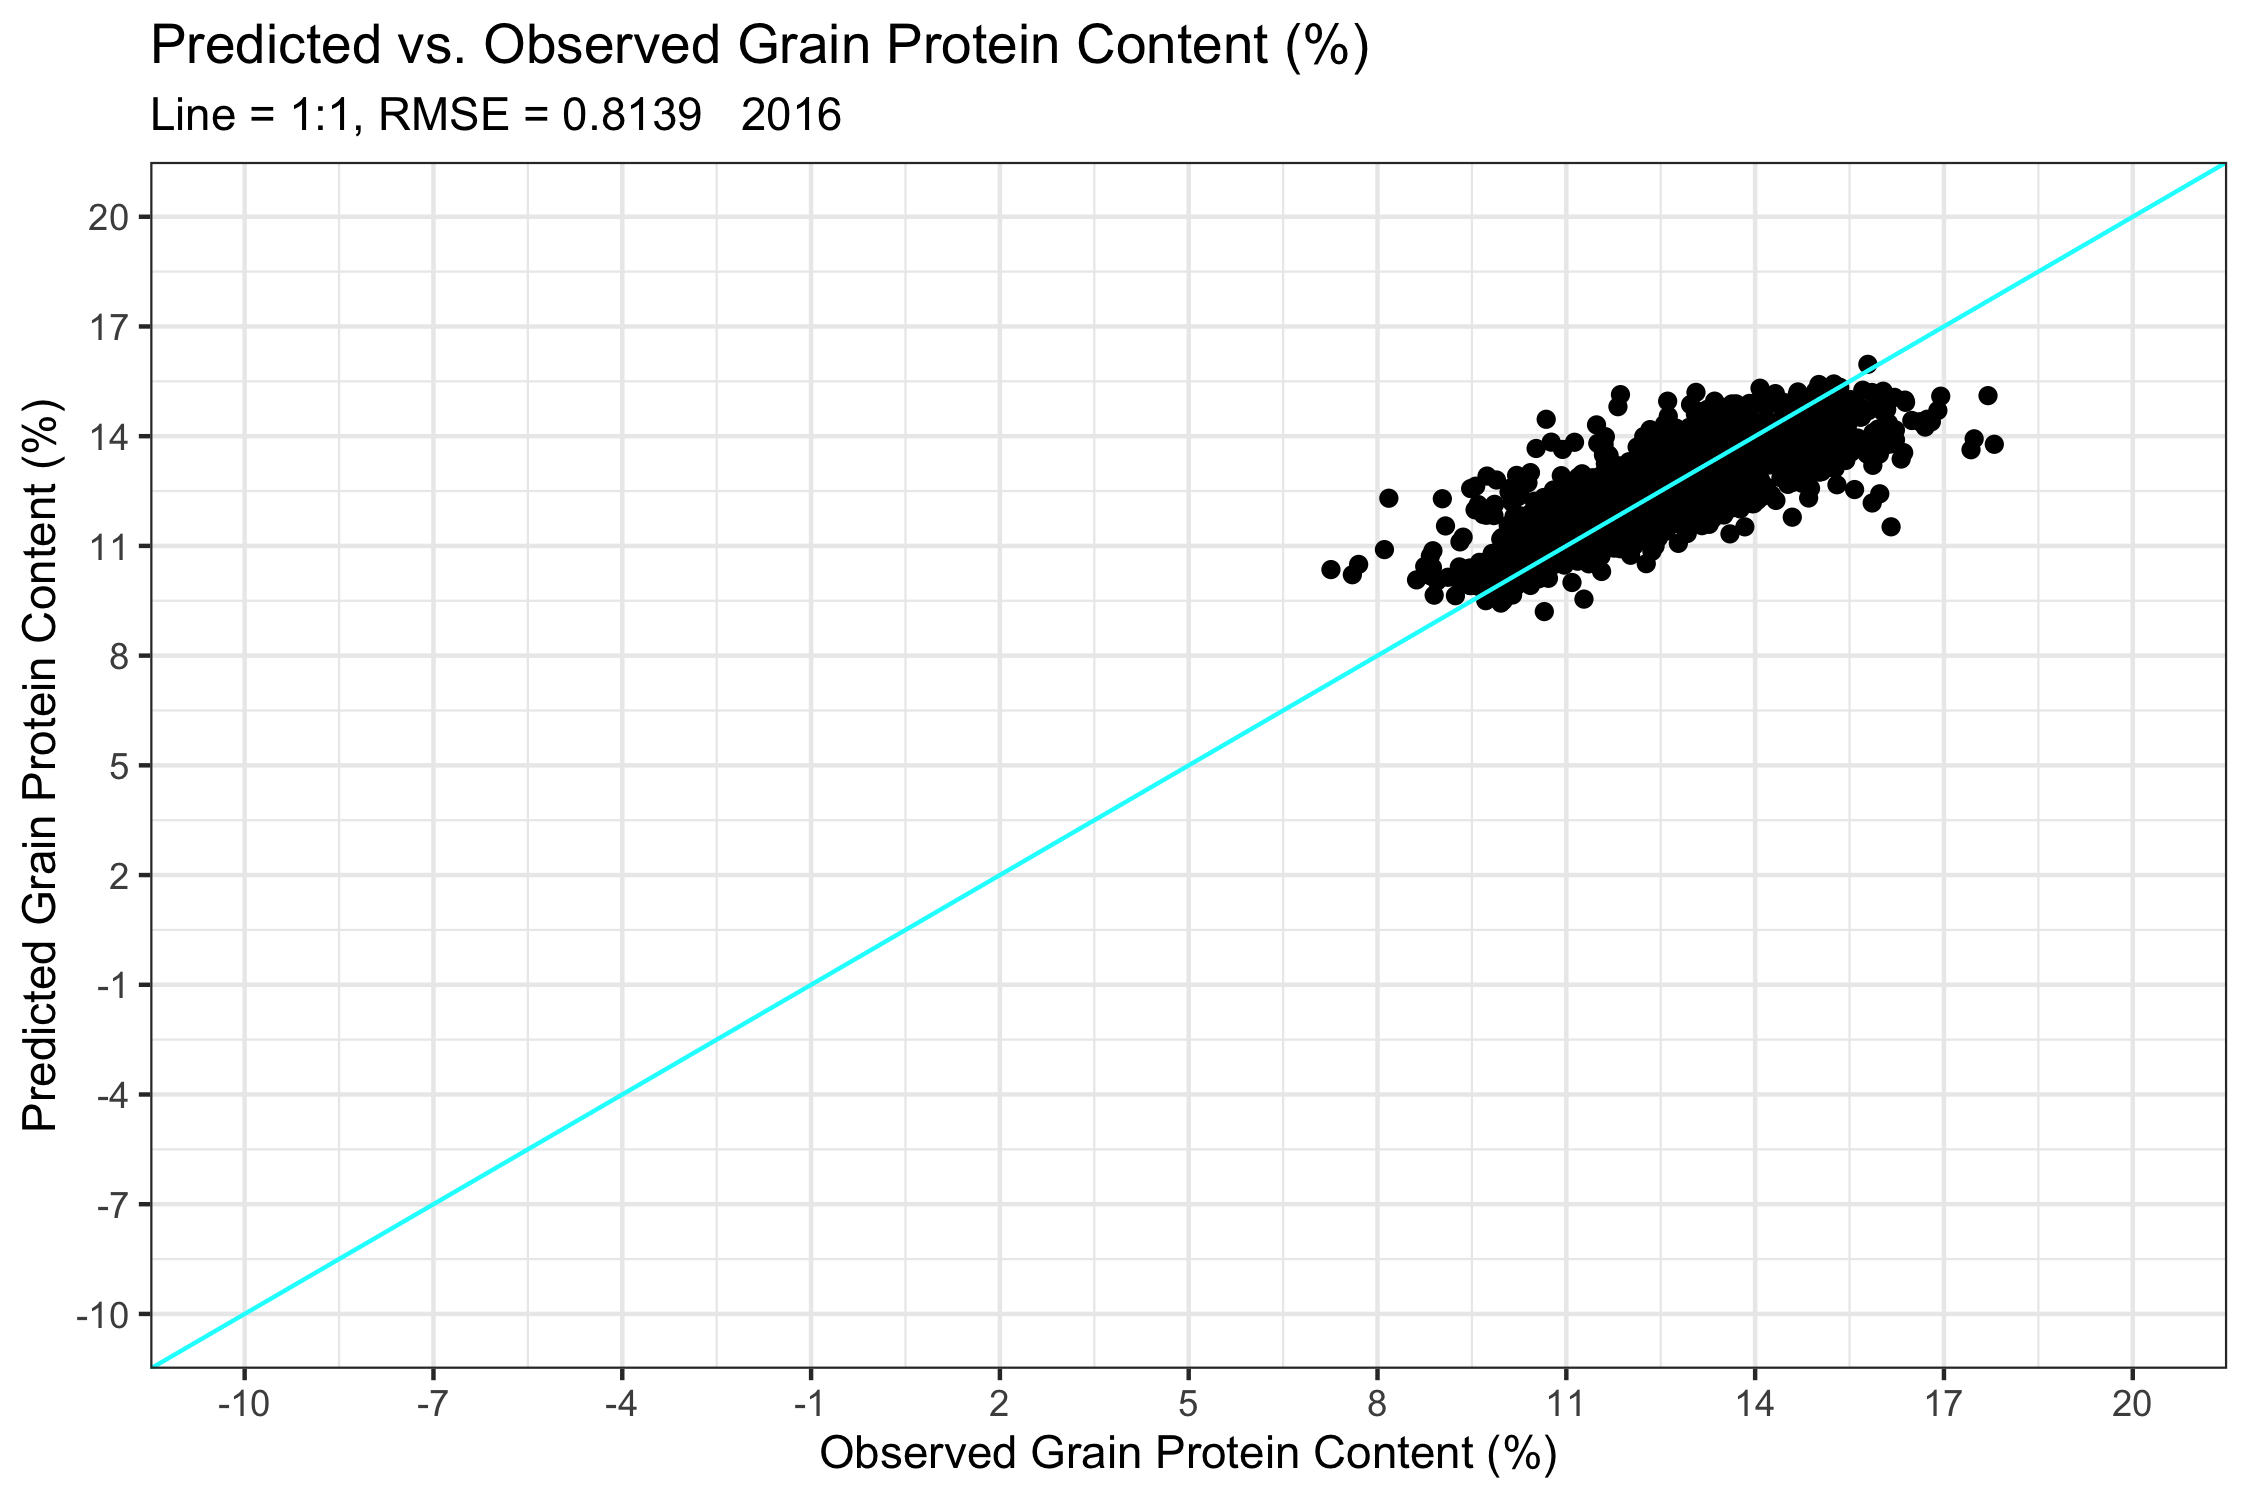 Predicted vs. Observed Grain Protein Content (%)
Line = 1:1, RMSE = 0.8139 2016
Predicted Grain Protein Content (%)
20
17
14
11
8
5
2
-1
-4
-7
-10
-10 -7 -4 -1 2 5 8 11 14 17 20
Observed Grain Protein Content (%)